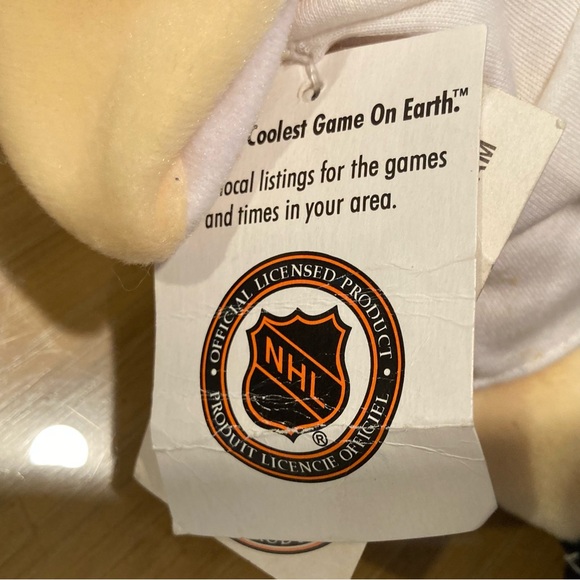 Coolest Game On Earth.™
local listings for the games
and times in your area.
• OFFICIAL LICENSED PRODUCT •
NHL
®
PRODUIT LICENCIE OFFICIEL